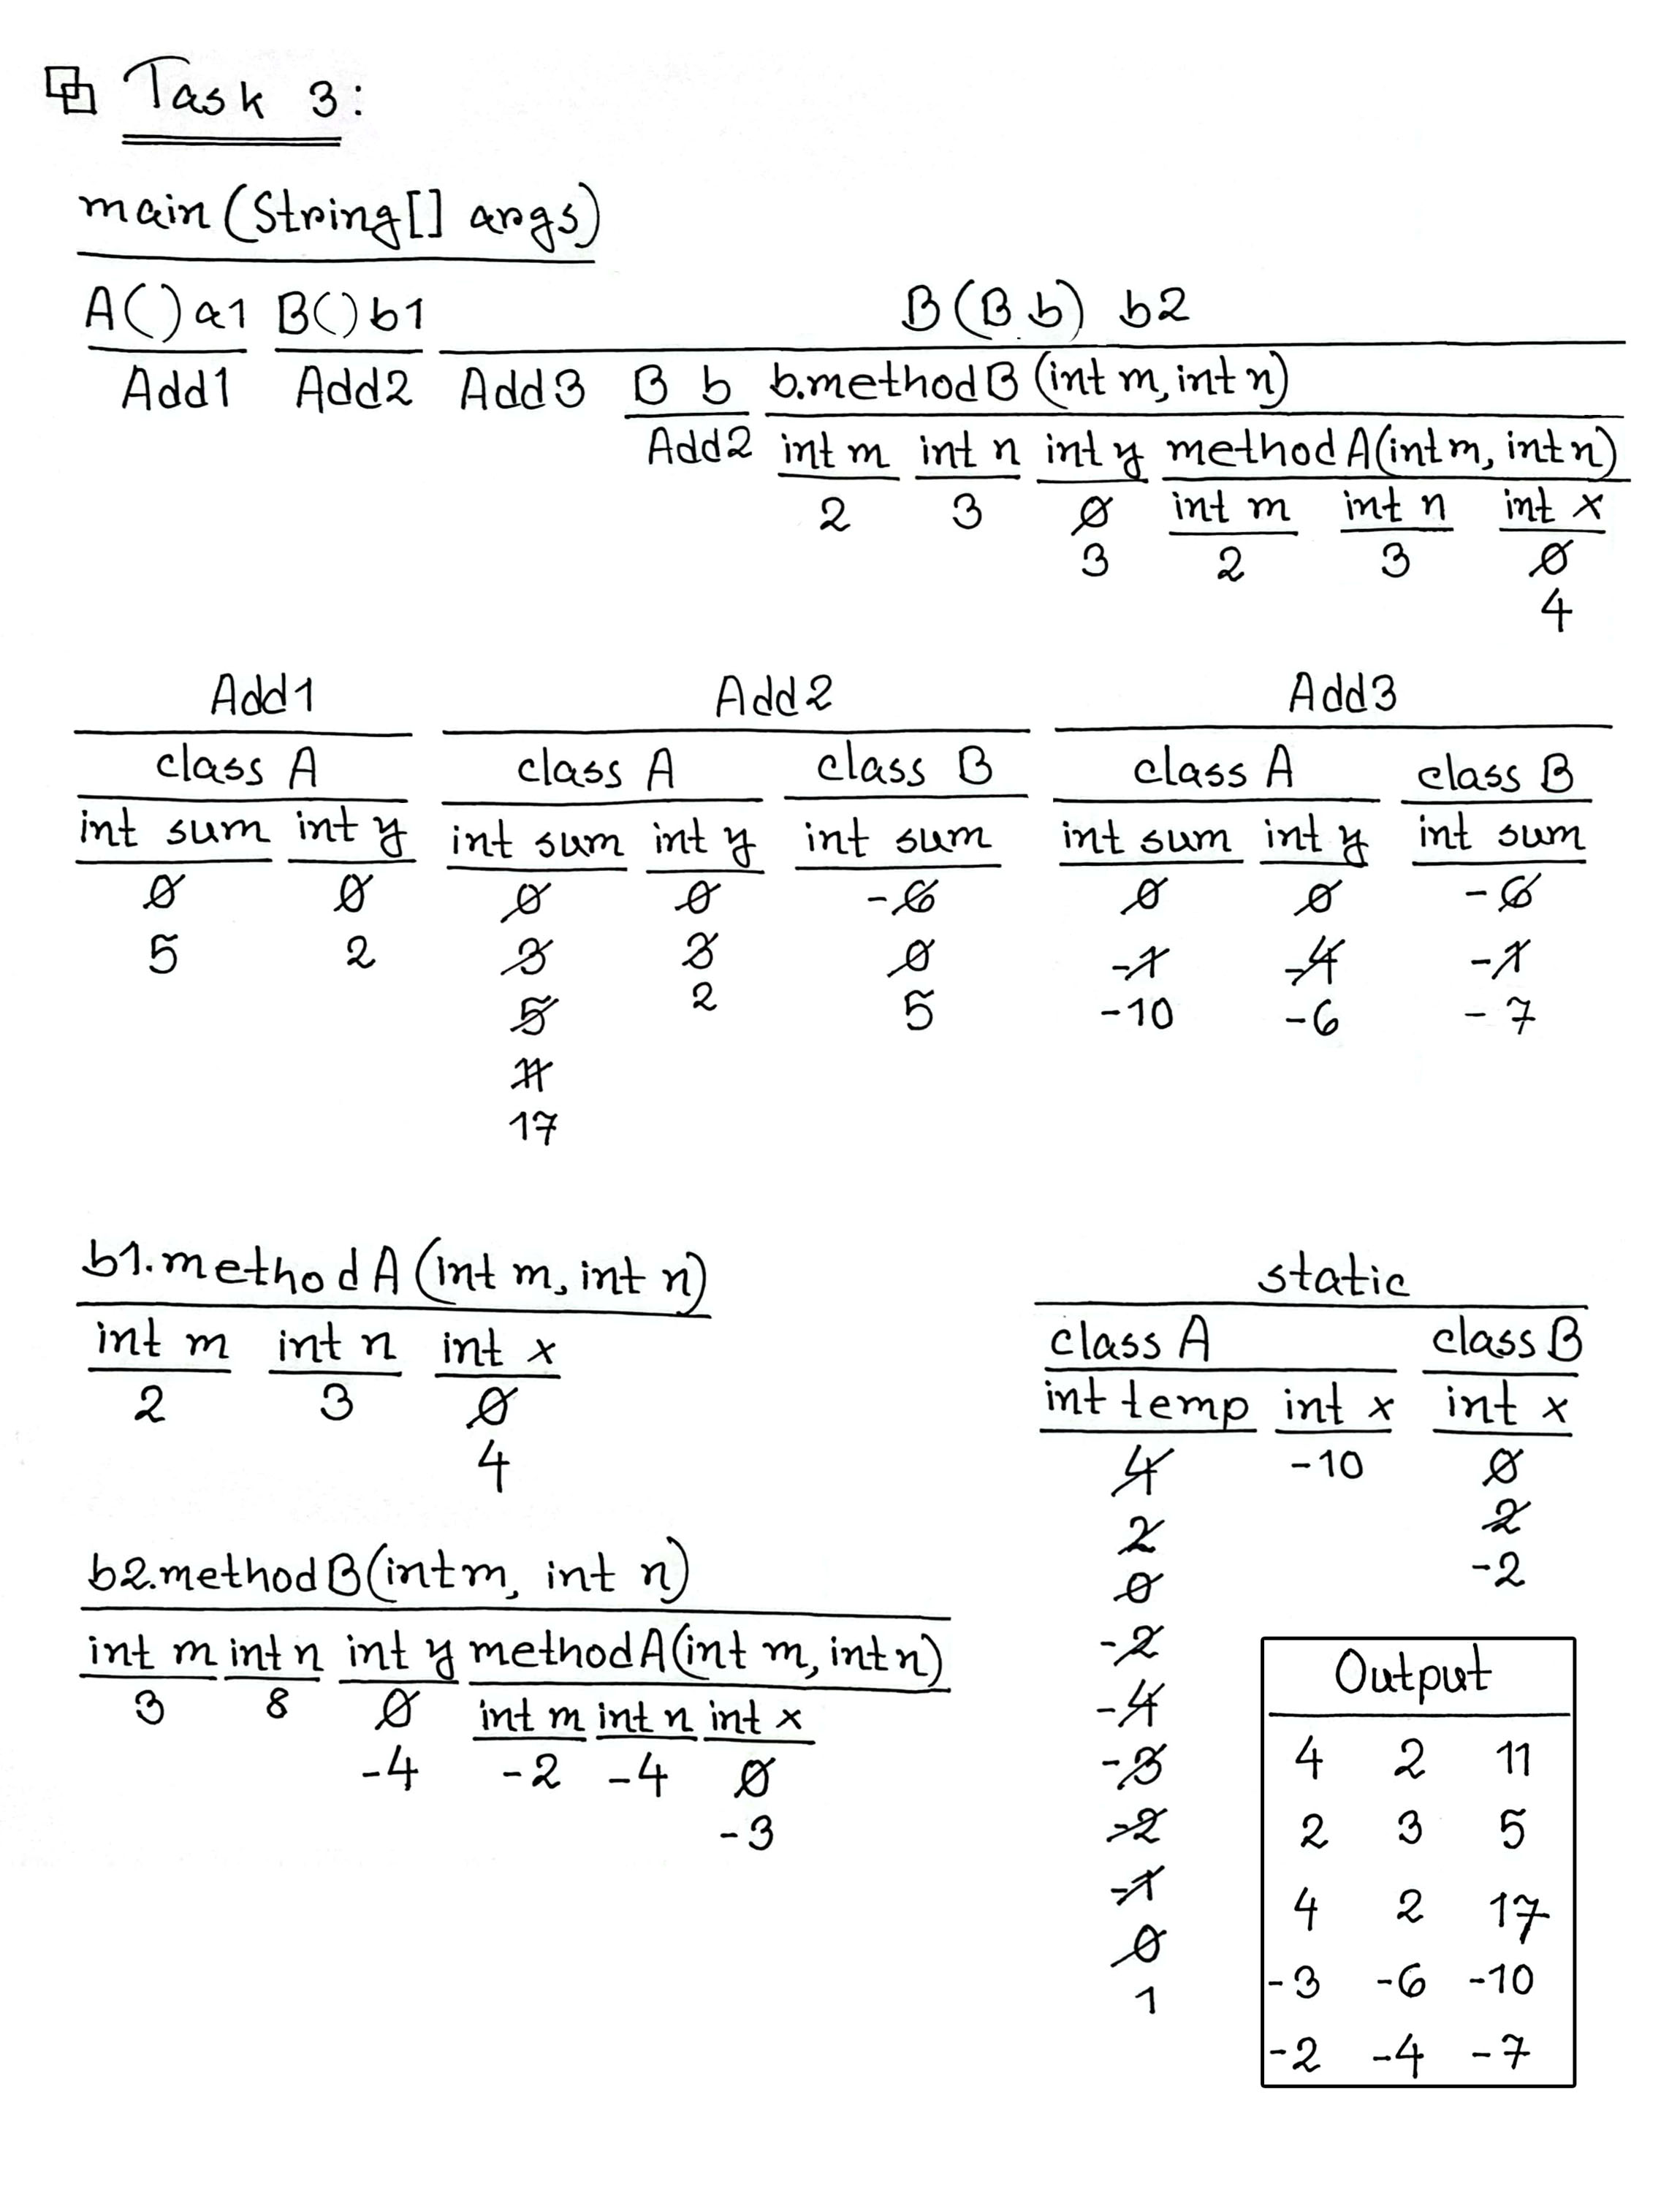 Task 3:
main(String[] args)
A() a1 B() b1 B(B b) b2
Add1 Add2 Add3 B b b.methodB(int m, int n)
Add2 int m int n int y methodA(int m, int n)
2 3 0 int m int n int x
3 2 3 0
4
Add1 Add2 Add3
class A class A class B class A class B
int sum int y int sum int y int sum int sum int y int sum
0 0 0 0 -6 0 0 -6
5 2 3 3 0 -1 -4 -1
5 2 5 -10 -6 -7
11
17
b1.methodA(int m, int n)
int m int n int x
2 3 0
4
b2.methodB(int m, int n)
int m int n int y methodA(int m, int n)
3 8 0 int m int n int x
-4 -2 -4 0
-3
static
class A class B
int temp int x int x
4 -10 0
2 2
0 -2
-2
-4
-3
-2
-1
0
1
Output
4 2 11
2 3 5
4 2 17
-3 -6 -10
-2 -4 -7